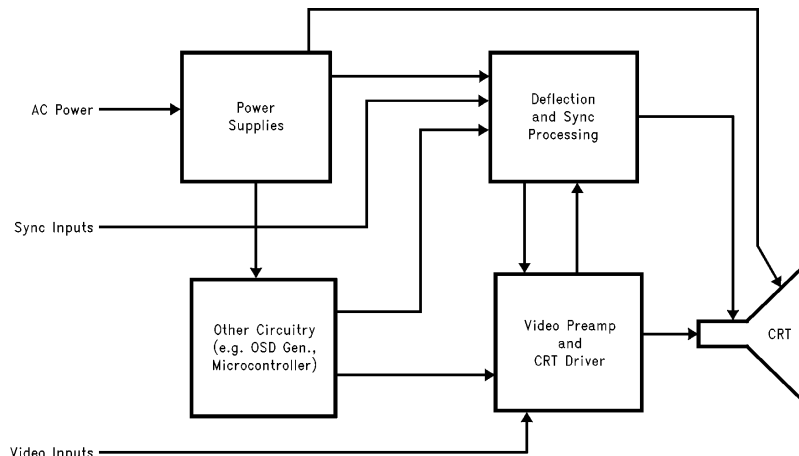 AC Power
Power
Supplies
Deflection
and Sync
Processing
Sync Inputs
Other Circuitry
(e.g. OSD Gen.,
Microcontroller)
Video Preamp
and
CRT Driver
CRT
Video Inputs